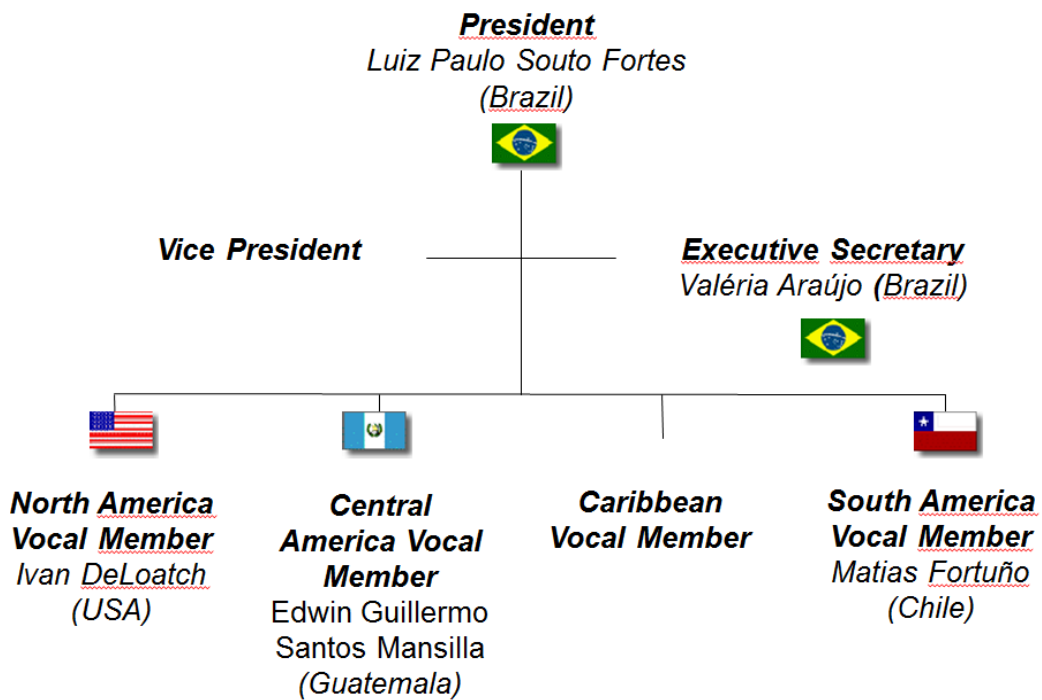 President
Luiz Paulo Souto Fortes
(Brazil)
Vice President
Executive Secretary
Valéria Araújo (Brazil)
North America
Vocal Member
Ivan DeLoatch
(USA)
Central
America Vocal
Member
Edwin Guillermo
Santos Mansilla
(Guatemala)
Caribbean
Vocal Member
South America
Vocal Member
Matias Fortuño
(Chile)